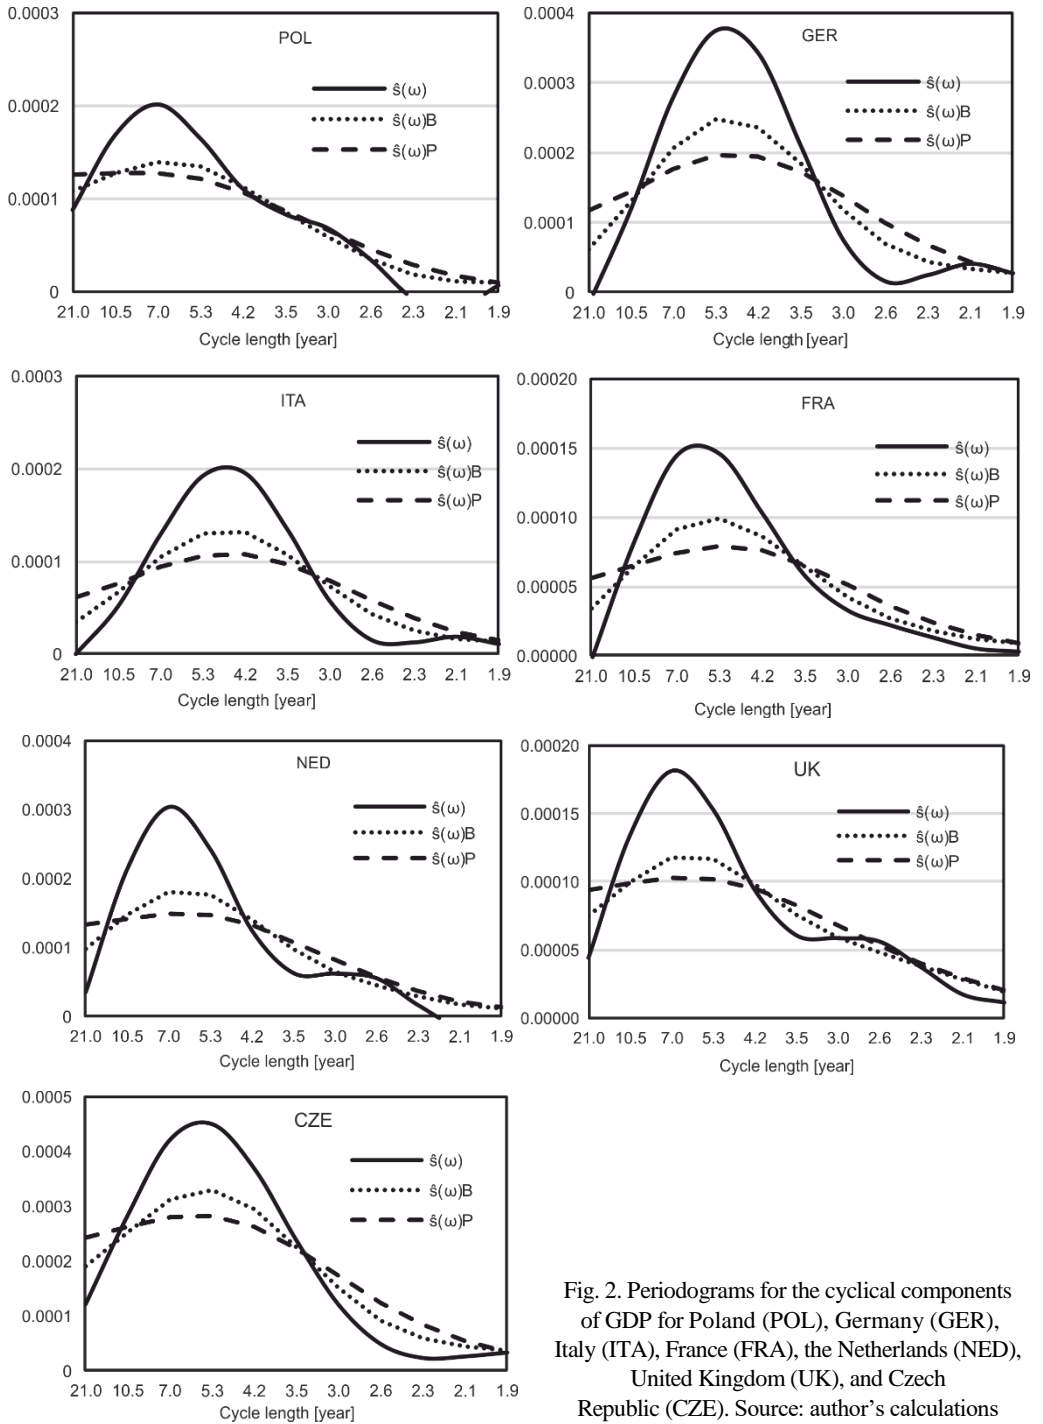 POL
0.0003
0.0002
0.0001
0
ŝ(ω)
ŝ(ω)B
ŝ(ω)P
21.0 10.5 7.0 5.3 4.2 3.5 3.0 2.6 2.3 2.1 1.9
Cycle length [year]
GER
0.0004
0.0003
0.0002
0.0001
0
ŝ(ω)
ŝ(ω)B
ŝ(ω)P
21.0 10.5 7.0 5.3 4.2 3.5 3.0 2.6 2.3 2.1 1.9
Cycle length [year]
ITA
0.0003
0.0002
0.0001
0
ŝ(ω)
ŝ(ω)B
ŝ(ω)P
21.0 10.5 7.0 5.3 4.2 3.5 3.0 2.6 2.3 2.1 1.9
Cycle length [year]
FRA
0.00020
0.00015
0.00010
0.00005
0.00000
ŝ(ω)
ŝ(ω)B
ŝ(ω)P
21.0 10.5 7.0 5.3 4.2 3.5 3.0 2.6 2.3 2.1 1.9
Cycle length [year]
NED
0.0004
0.0003
0.0002
0.0001
0
ŝ(ω)
ŝ(ω)B
ŝ(ω)P
21.0 10.5 7.0 5.3 4.2 3.5 3.0 2.6 2.3 2.1 1.9
Cycle length [year]
UK
0.00020
0.00015
0.00010
0.00005
0.00000
ŝ(ω)
ŝ(ω)B
ŝ(ω)P
21.0 10.5 7.0 5.3 4.2 3.5 3.0 2.6 2.3 2.1 1.9
Cycle length [year]
CZE
0.0005
0.0004
0.0003
0.0002
0.0001
0
ŝ(ω)
ŝ(ω)B
ŝ(ω)P
21.0 10.5 7.0 5.3 4.2 3.5 3.0 2.6 2.3 2.1 1.9
Cycle length [year]
Fig. 2. Periodograms for the cyclical components
of GDP for Poland (POL), Germany (GER),
Italy (ITA), France (FRA), the Netherlands (NED),
United Kingdom (UK), and Czech
Republic (CZE). Source: author’s calculations